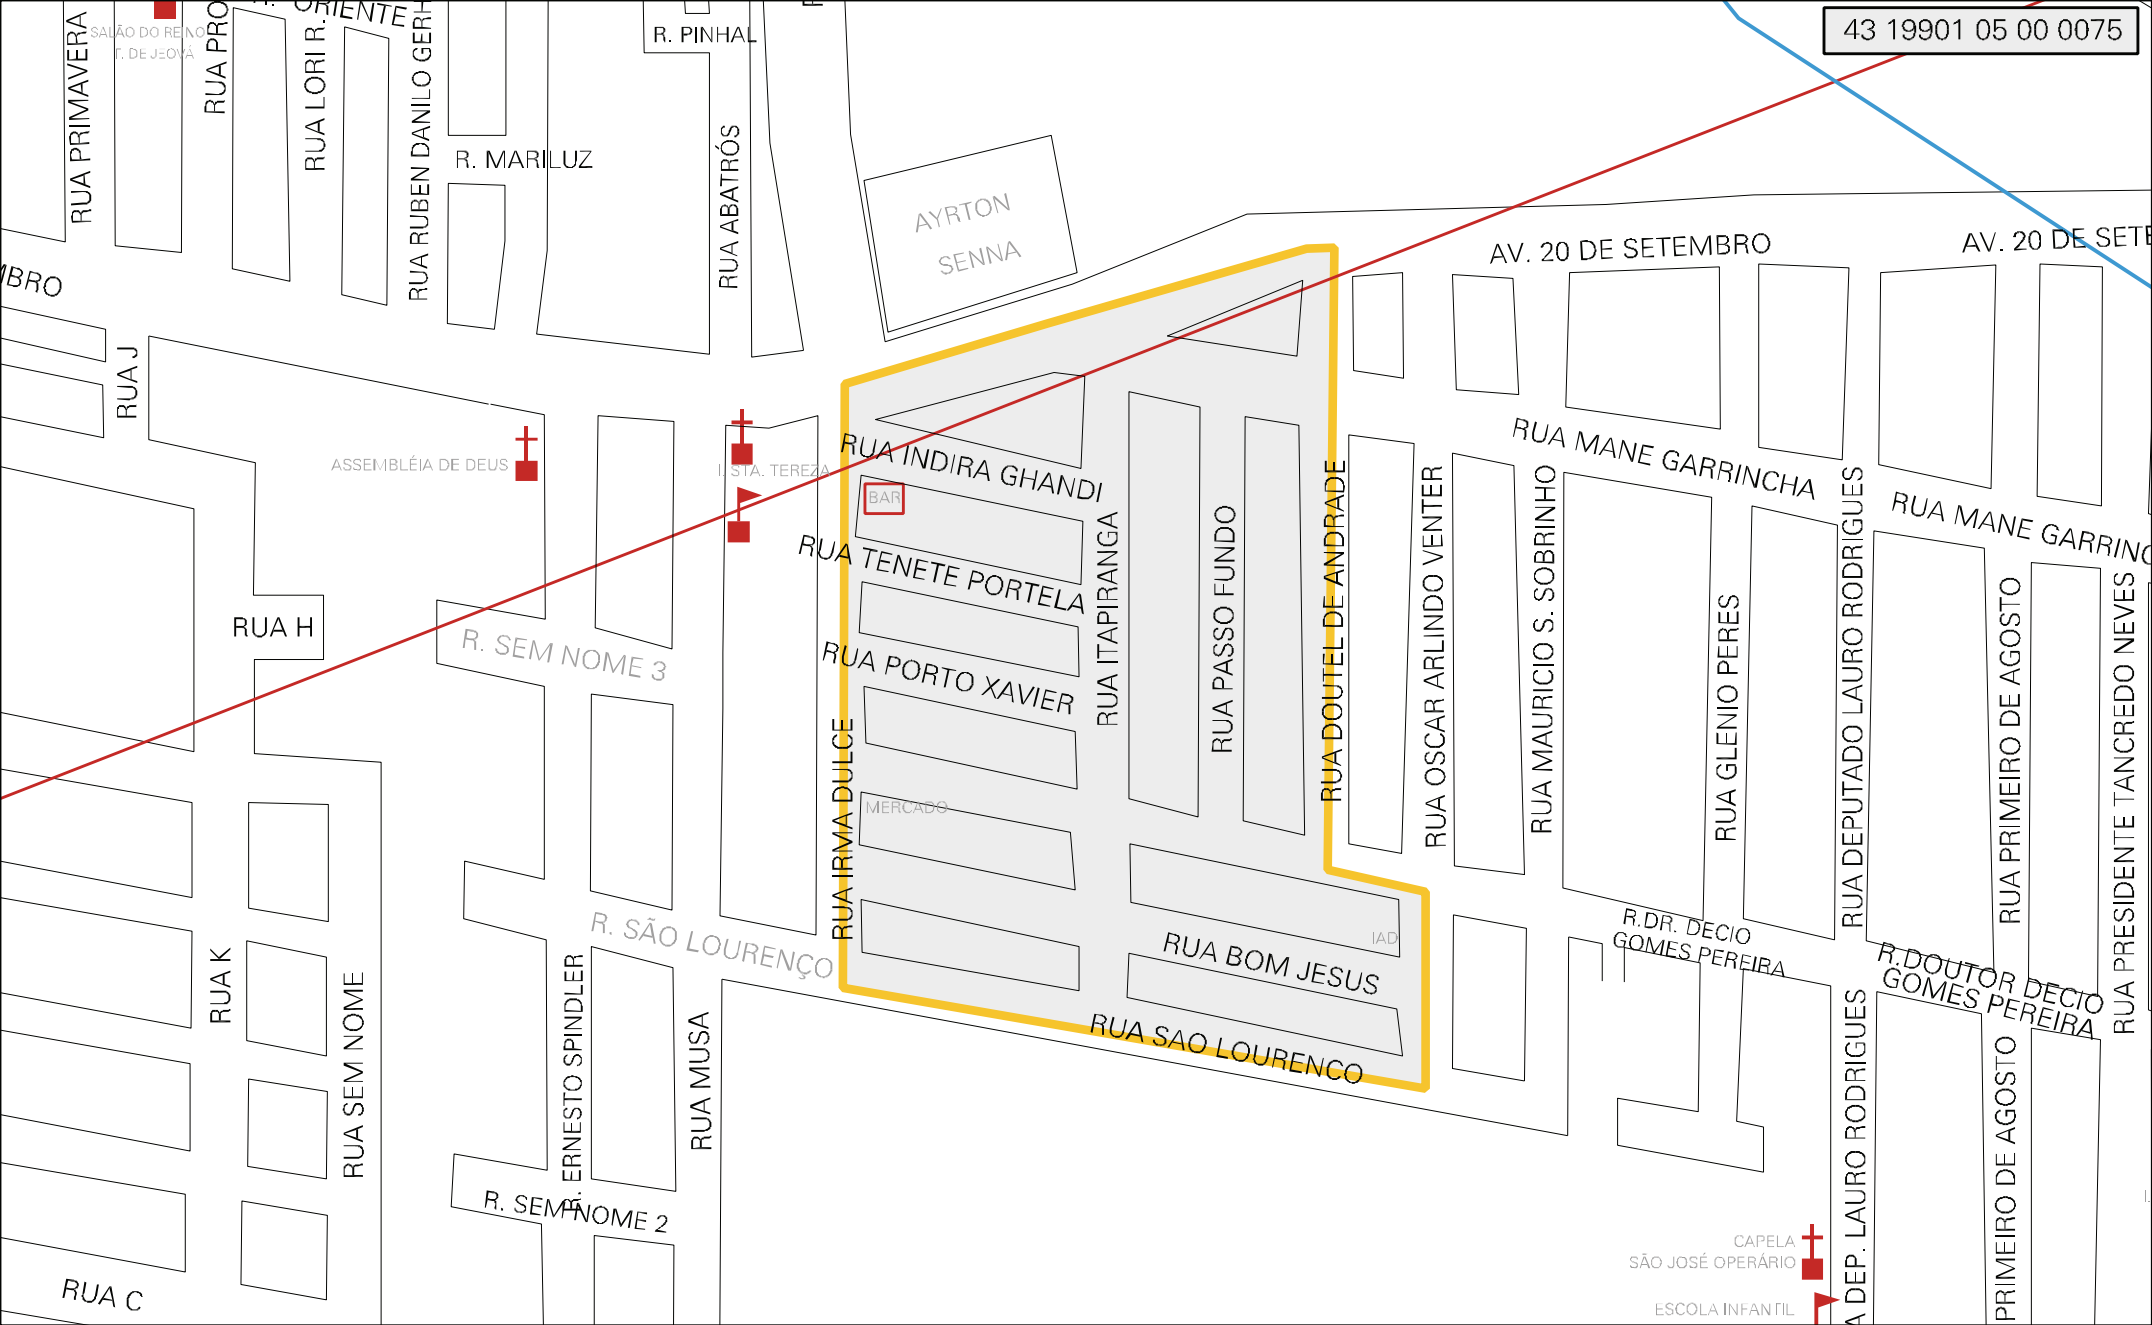 43 19901 05 00 0075
ORIENTE
SALÃO DO REINO
T. DE JEOVÁ
RUA PRIMAVERA
RUA PRO
RUA LORI R.
RUA RUBEN DANILO GERH
R. PINHAL
R. MARILUZ
RUA ABATRÓS
AYRTON
SENNA
AV. 20 DE SETEMBRO
AV. 20 DE SETE
MBRO
RUA J
ASSEMBLÉIA DE DEUS
I. STA. TEREZA
RUA INDIRA GHANDI
BAR
RUA TENETE PORTELA
RUA PORTO XAVIER
RUA ITAPIRANGA
RUA PASSO FUNDO
RUA DOUTEL DE ANDRADE
RUA OSCAR ARLINDO VENTER
RUA MAURICIO S. SOBRINHO
RUA MANE GARRINCHA
RUA MANE GARRINC
RUA GLENIO PERES
RUA DEPUTADO LAURO RODRIGUES
RUA PRIMEIRO DE AGOSTO
RUA PRESIDENTE TANCREDO NEVES
RUA H
R. SEM NOME 3
RUA IRMA DULCE
MERCADO
R. SÃO LOURENÇO
IAD
RUA BOM JESUS
RUA SAO LOURENCO
R.DR. DECIO
GOMES PEREIRA
R.DOUTOR DECIO
GOMES PEREIRA
RUA K
RUA SEM NOME
R. ERNESTO SPINDLER
RUA MUSA
R. SEM NOME 2
RUA C
CAPELA
SÃO JOSÉ OPERÁRIO
ESCOLA INFANTIL
A DEP. LAURO RODRIGUES
PRIMEIRO DE AGOSTO